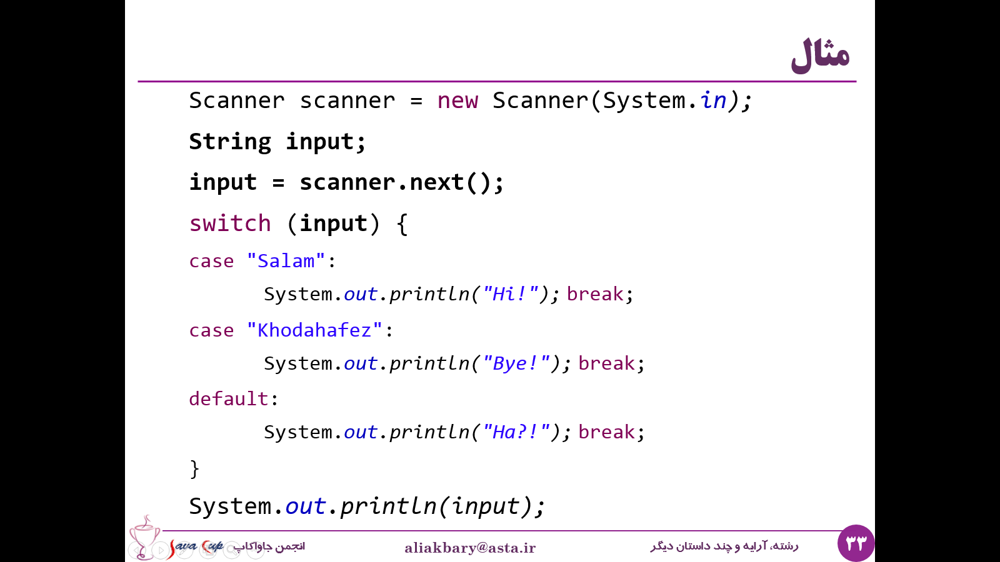 مثال
Scanner scanner = new Scanner(System.in);
String input;
input = scanner.next();
switch (input) {
case "Salam":
System.out.println("Hi!"); break;
case "Khodahafez":
System.out.println("Bye!"); break;
default:
System.out.println("Ha?!"); break;
}
System.out.println(input);
Java Cup انجمن جاواکاپ
aliakbary@asta.ir
رشته، آرایه و چند داستان دیگر
۳۳